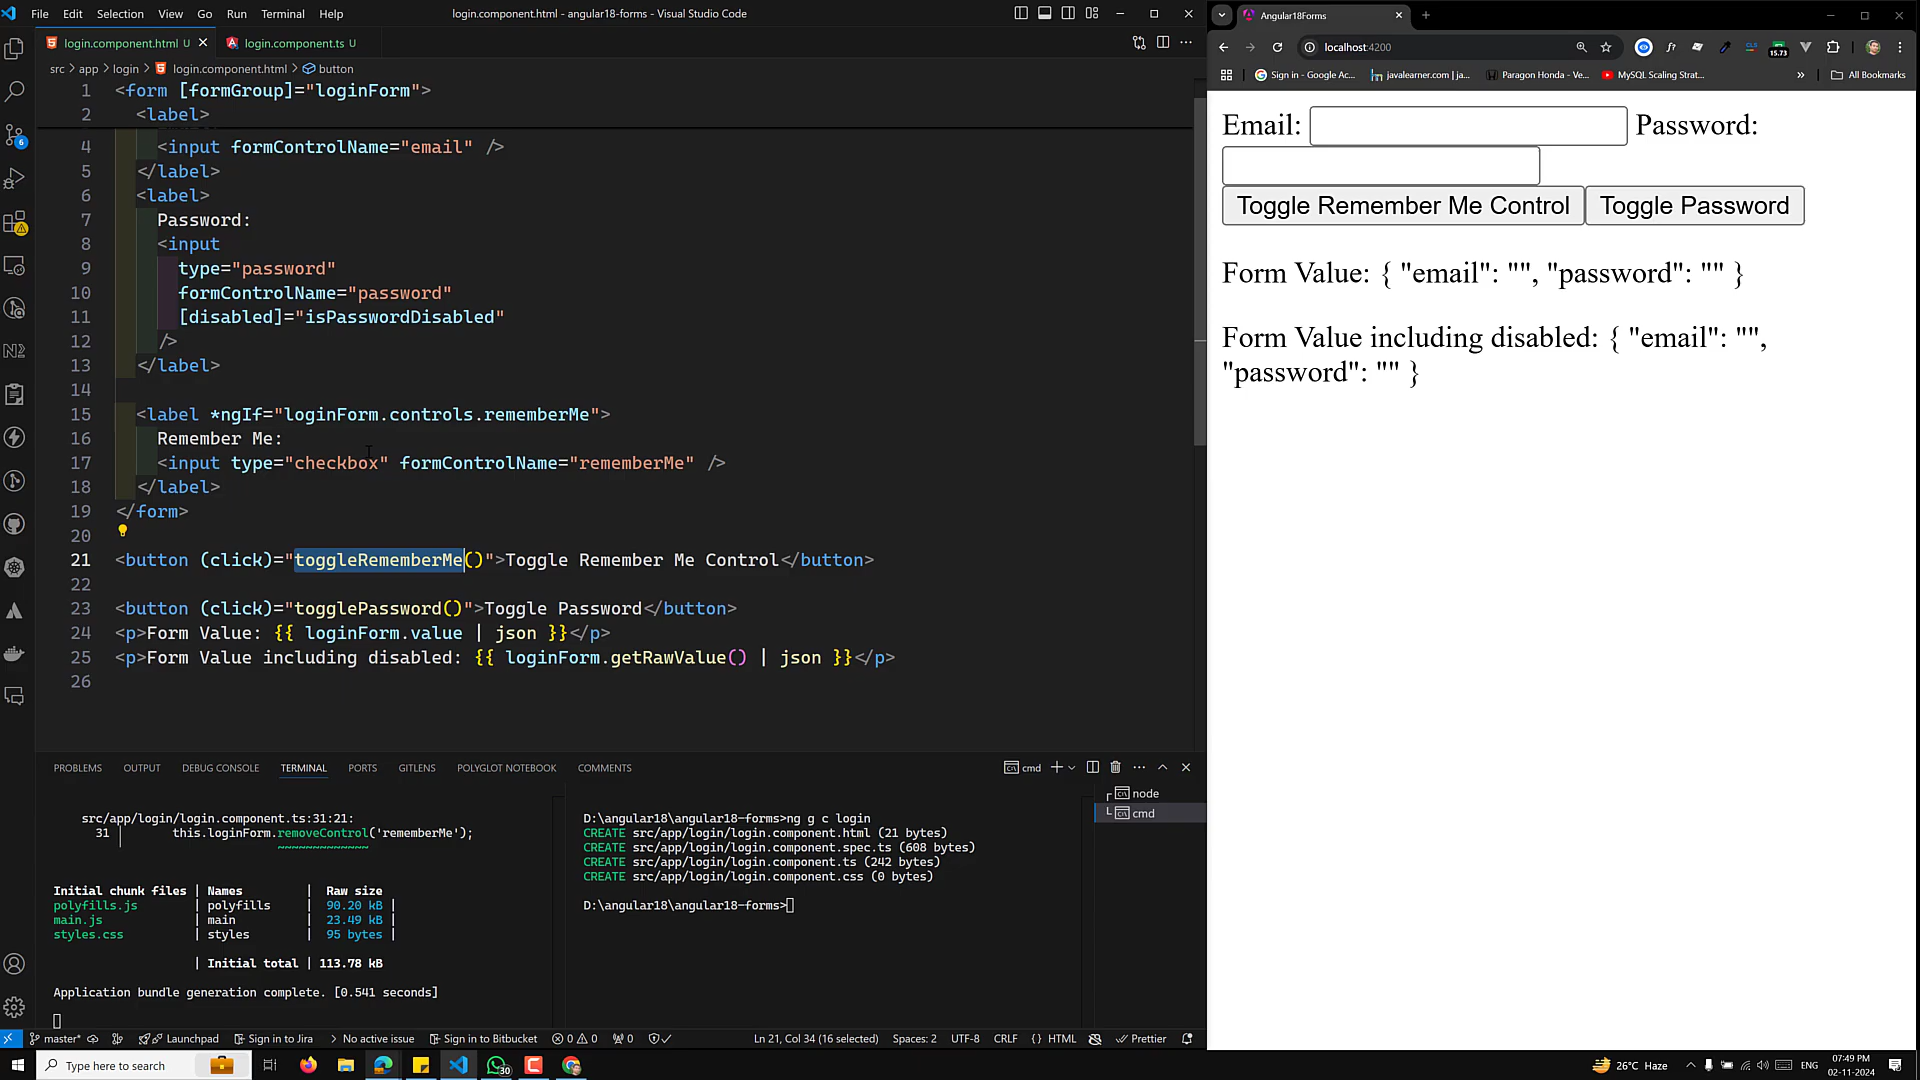 File Edit Selection View Go Run Terminal Help
login.component.html - angular18-forms - Visual Studio Code
login.component.html U
login.component.ts U
src > app > login > login.component.html > button
1 <form [formGroup]="loginForm">
2 <label>
4 <input formControlName="email" />
5 </label>
6 <label>
7 Password:
8 <input
9 type="password"
10 formControlName="password"
11 [disabled]="isPasswordDisabled"
12 />
13 </label>
14
15 <label *ngIf="loginForm.controls.rememberMe">
16 Remember Me:
17 <input type="checkbox" formControlName="rememberMe" />
18 </label>
19 </form>
20
21 <button (click)="toggleRememberMe()">Toggle Remember Me Control</button>
22
23 <button (click)="togglePassword()">Toggle Password</button>
24 <p>Form Value: {{ loginForm.value | json }}</p>
25 <p>Form Value including disabled: {{ loginForm.getRawValue() | json }}</p>
26
PROBLEMS OUTPUT DEBUG CONSOLE TERMINAL PORTS GITLENS POLYGLOT NOTEBOOK COMMENTS
cmd
src/app/login/login.component.ts:31:21:
31 │ this.loginForm.removeControl('rememberMe');
~~~~~~~~~~~~~
Initial chunk files | Names | Raw size
polyfills.js | polyfills | 90.20 kB |
main.js | main | 23.49 kB |
styles.css | styles | 95 bytes |
| Initial total | 113.78 kB
Application bundle generation complete. [0.541 seconds]
D:\angular18\angular18-forms>ng g c login
CREATE src/app/login/login.component.html (21 bytes)
CREATE src/app/login/login.component.spec.ts (608 bytes)
CREATE src/app/login/login.component.ts (242 bytes)
CREATE src/app/login/login.component.css (0 bytes)
D:\angular18\angular18-forms>
node
cmd
master* Launchpad Sign in to Jira No active issue Sign in to Bitbucket 0 0 0
Ln 21, Col 34 (16 selected) Spaces: 2 UTF-8 CRLF {} HTML Prettier
Angular18Forms
localhost:4200
15.73
Sign in - Google Ac... javalearner.com | ja... Paragon Honda - Ve... MySQL Scaling Strat... » All Bookmarks
Email: Password:
Toggle Remember Me Control Toggle Password
Form Value: { "email": "", "password": "" }
Form Value including disabled: { "email": "",
"password": "" }
Type here to search
30
26°C Haze
ENG
07:49 PM
02-11-2024